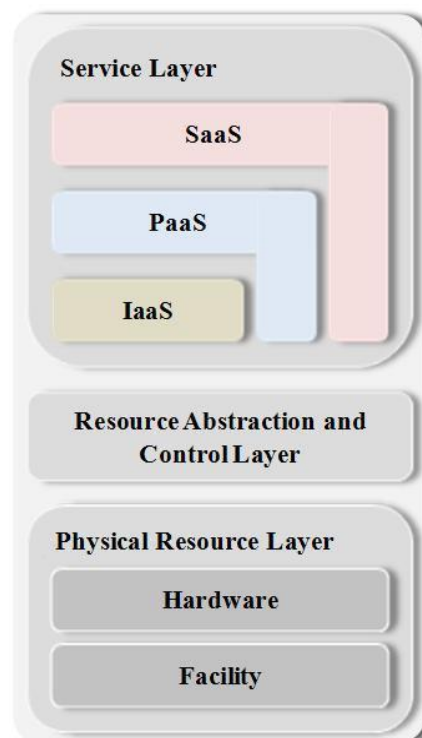 Service Layer
SaaS
PaaS
IaaS
Resource Abstraction and
Control Layer
Physical Resource Layer
Hardware
Facility